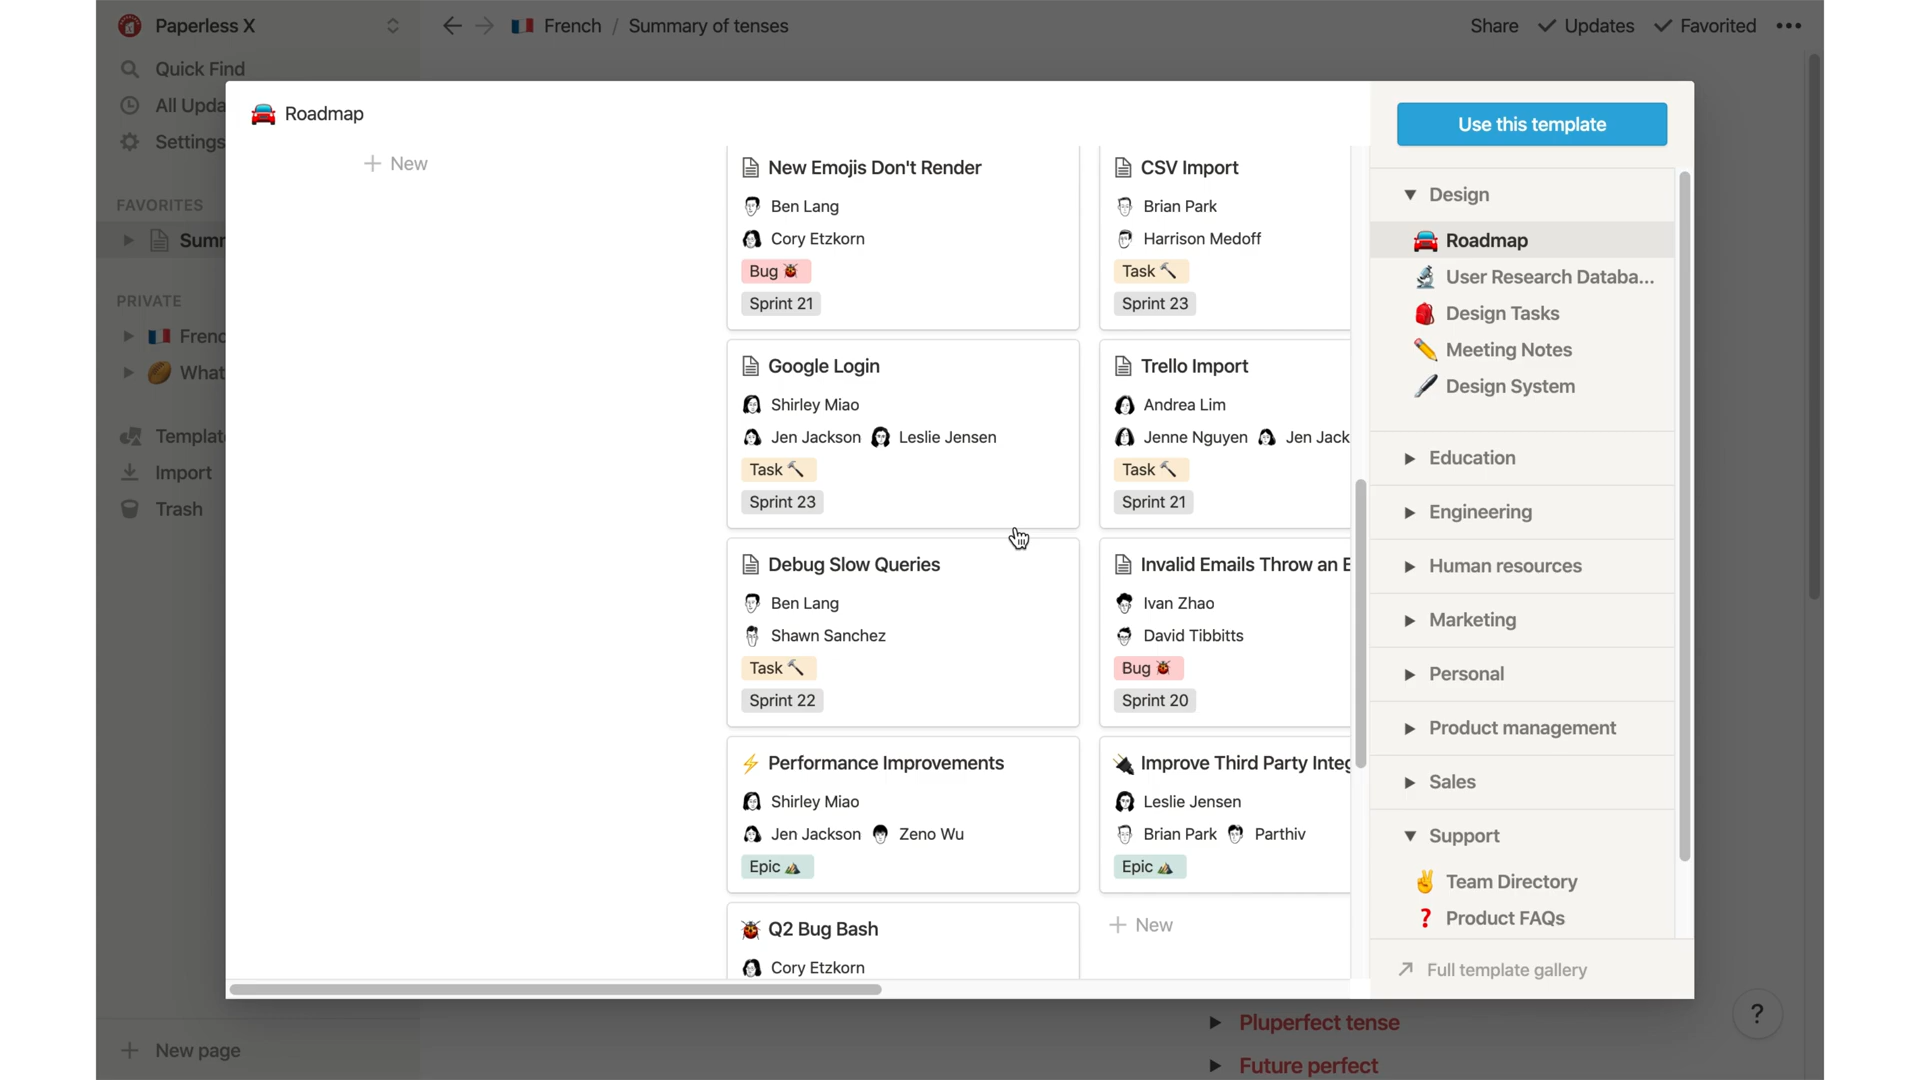 Paperless X
French / Summary of tenses
Share
Updates
Favorited
Quick Find
All Upda
Settings
FAVORITES
Summ
PRIVATE
Frenc
What
Templat
Import
Trash
New page
Roadmap
New
New Emojis Don't Render
Ben Lang
Cory Etzkorn
Bug
Sprint 21
Google Login
Shirley Miao
Jen Jackson Leslie Jensen
Task
Sprint 23
Debug Slow Queries
Ben Lang
Shawn Sanchez
Task
Sprint 22
Performance Improvements
Shirley Miao
Jen Jackson Zeno Wu
Epic
Q2 Bug Bash
Cory Etzkorn
CSV Import
Brian Park
Harrison Medoff
Task
Sprint 23
Trello Import
Andrea Lim
Jenne Nguyen Jen Jack
Task
Sprint 21
Invalid Emails Throw an E
Ivan Zhao
David Tibbitts
Bug
Sprint 20
Improve Third Party Integ
Leslie Jensen
Brian Park Parthiv
Epic
New
Use this template
Design
Roadmap
User Research Databa...
Design Tasks
Meeting Notes
Design System
Education
Engineering
Human resources
Marketing
Personal
Product management
Sales
Support
Team Directory
Product FAQs
Full template gallery
Pluperfect tense
Future perfect
?